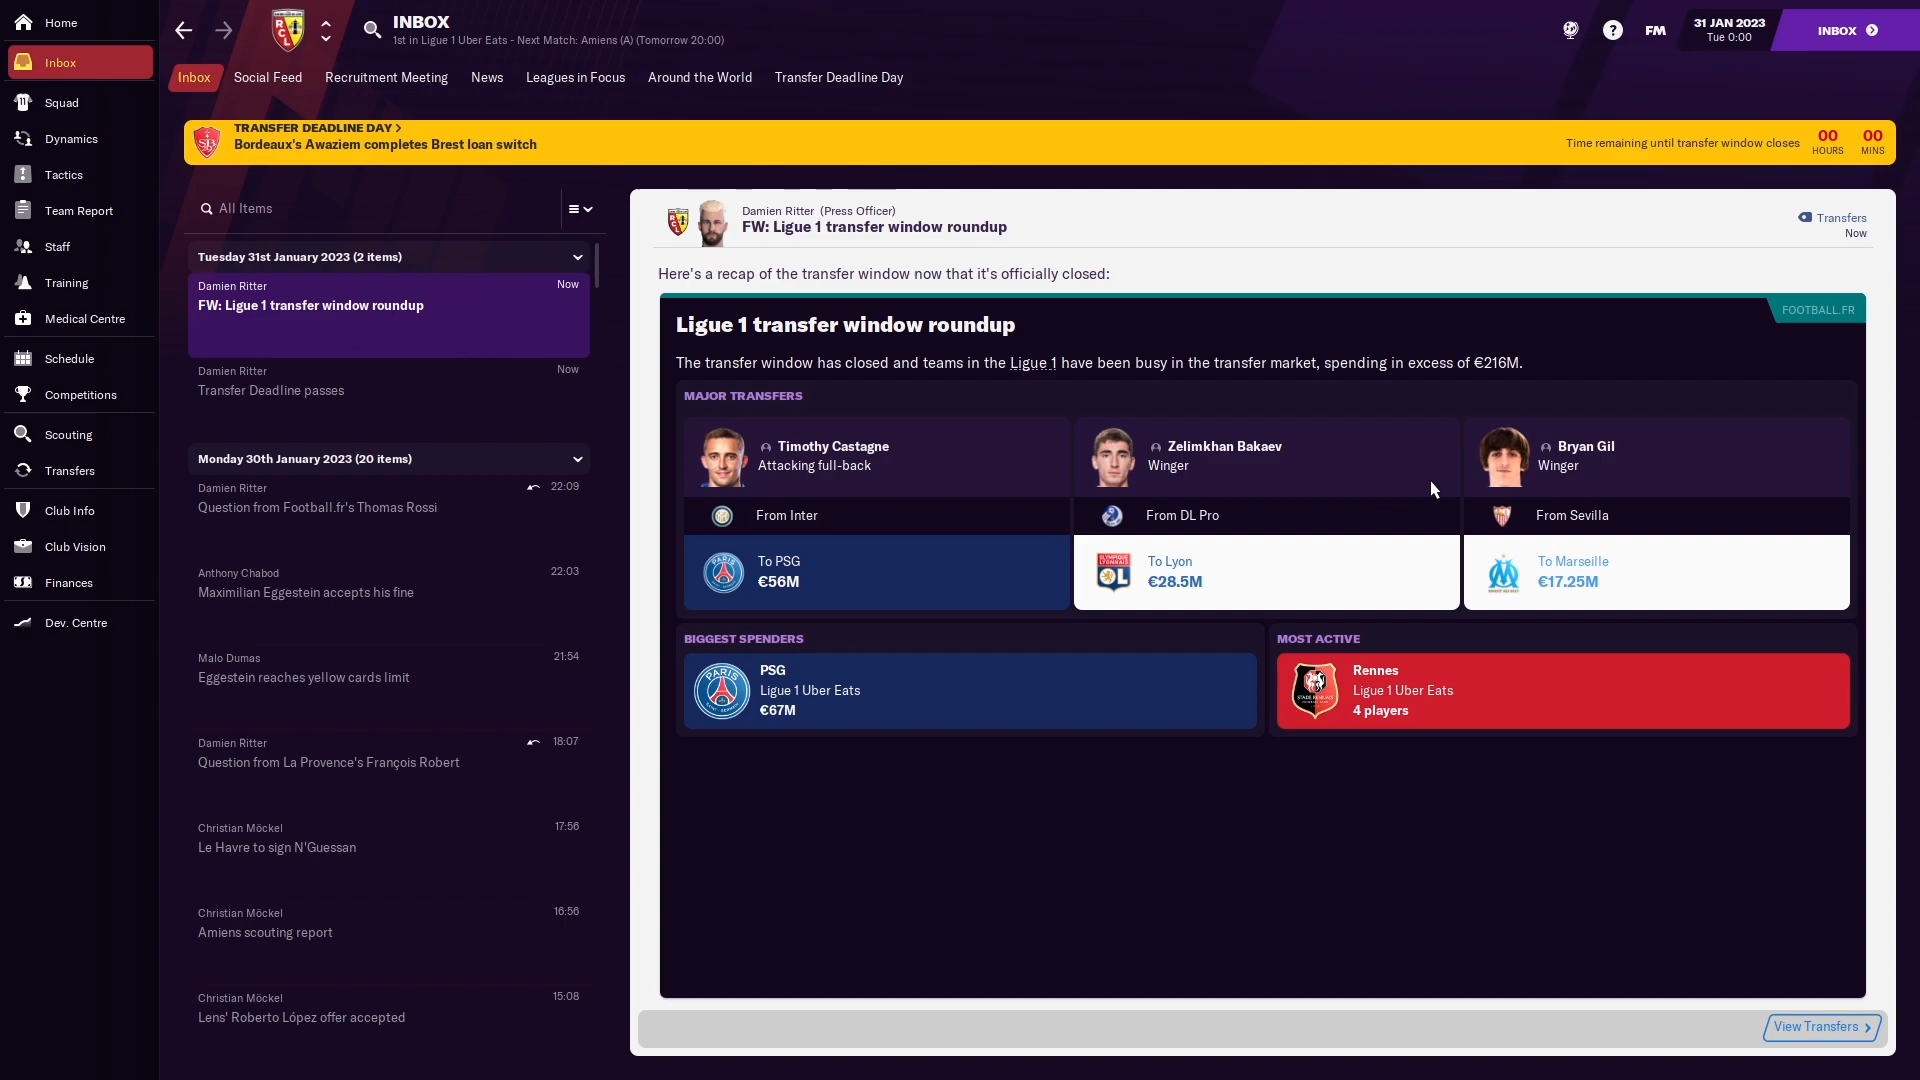 Home
Inbox
Squad
Dynamics
Tactics
Team Report
Staff
Training
Medical Centre
Schedule
Competitions
Scouting
Transfers
Club Info
Club Vision
Finances
Dev. Centre
INBOX
1st in Ligue 1 Uber Eats - Next Match: Amiens (A) (Tomorrow 20:00)
FM
31 JAN 2023
Tue 0:00
INBOX
Inbox Social Feed Recruitment Meeting News Leagues in Focus Around the World Transfer Deadline Day
TRANSFER DEADLINE DAY >
Bordeaux's Awaziem completes Brest loan switch
Time remaining until transfer window closes
00 HOURS
00 MINS
All Items
Tuesday 31st January 2023 (2 items)
Damien Ritter Now
FW: Ligue 1 transfer window roundup
Damien Ritter Now
Transfer Deadline passes
Monday 30th January 2023 (20 items)
Damien Ritter 22:09
Question from Football.fr's Thomas Rossi
Anthony Chabod 22:03
Maximilian Eggestein accepts his fine
Malo Dumas 21:54
Eggestein reaches yellow cards limit
Damien Ritter 18:07
Question from La Provence's François Robert
Christian Möckel 17:56
Le Havre to sign N'Guessan
Christian Möckel 16:56
Amiens scouting report
Christian Möckel 15:08
Lens' Roberto López offer accepted
Damien Ritter (Press Officer)
FW: Ligue 1 transfer window roundup
Transfers
Now
Here's a recap of the transfer window now that it's officially closed:
FOOTBALL.FR
Ligue 1 transfer window roundup
The transfer window has closed and teams in the Ligue 1 have been busy in the transfer market, spending in excess of €216M.
MAJOR TRANSFERS
Timothy Castagne
Attacking full-back
From Inter
To PSG
€56M
Zelimkhan Bakaev
Winger
From DL Pro
To Lyon
€28.5M
Bryan Gil
Winger
From Sevilla
To Marseille
€17.25M
BIGGEST SPENDERS
PSG
Ligue 1 Uber Eats
€67M
MOST ACTIVE
Rennes
Ligue 1 Uber Eats
4 players
View Transfers >